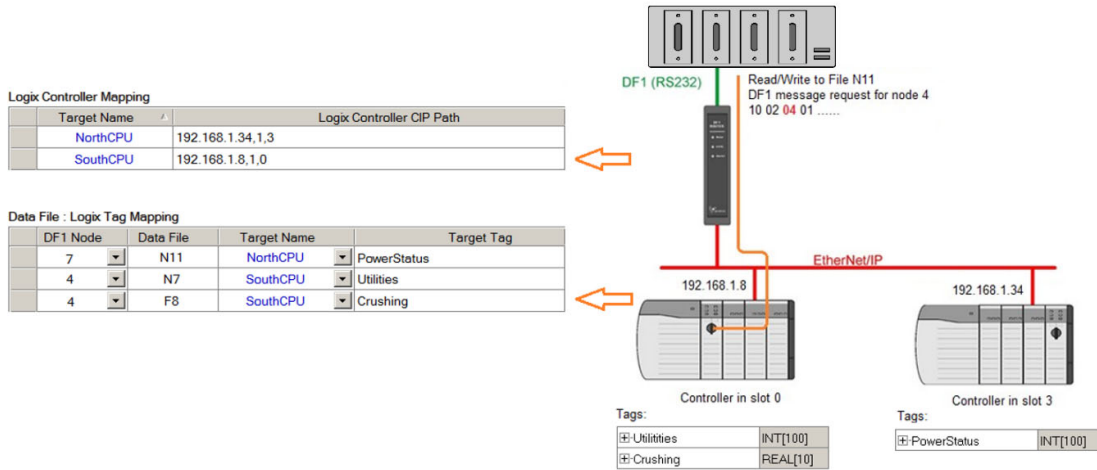 DF1 (RS232)
Read/Write to File N11
DF1 message request for node 4
10 02 04 01 ......
Logix Controller Mapping
Target Name Logix Controller CIP Path
NorthCPU 192.168.1.34,1,3
SouthCPU 192.168.1.8,1,0
Data File : Logix Tag Mapping
DF1 Node Data File Target Name Target Tag
7 N11 NorthCPU PowerStatus
4 N7 SouthCPU Utilities
4 F8 SouthCPU Crushing
EtherNet/IP
192.168.1.8
192.168.1.34
Controller in slot 0
Controller in slot 3
Tags:
Utilitities INT[100]
Crushing REAL[10]
Tags:
PowerStatus INT[100]